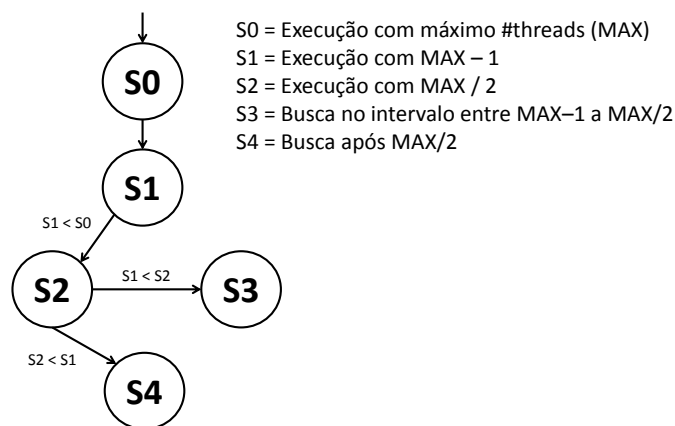 S0 = Execução com máximo #threads (MAX)
S1 = Execução com MAX – 1
S2 = Execução com MAX / 2
S3 = Busca no intervalo entre MAX–1 a MAX/2
S4 = Busca após MAX/2
S0
S1
S1 < S0
S2
S1 < S2
S3
S2 < S1
S4